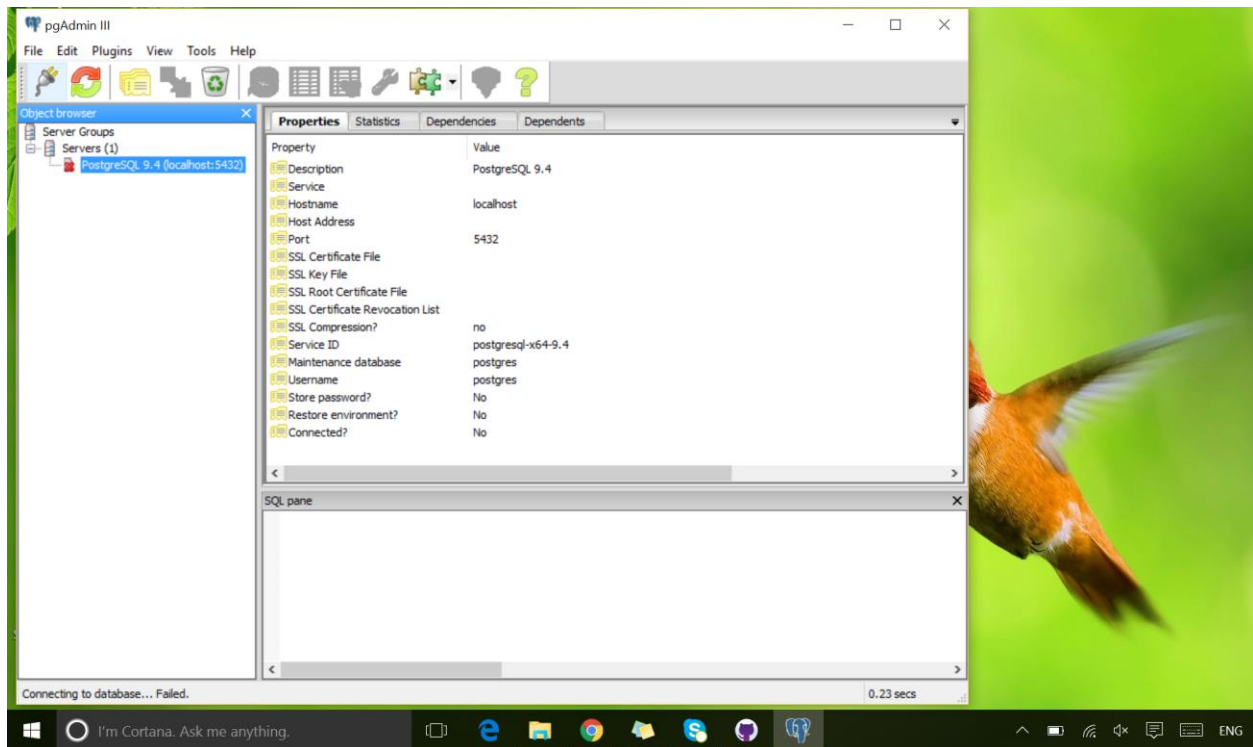 pgAdmin III
File Edit Plugins View Tools Help
Object browser
Server Groups
Servers (1)
PostgreSQL 9.4 (localhost:5432)
Properties Statistics Dependencies Dependents
Property Value
Description PostgreSQL 9.4
Service
Hostname localhost
Host Address
Port 5432
SSL Certificate File
SSL Key File
SSL Root Certificate File
SSL Certificate Revocation List
SSL Compression? no
Service ID postgresql-x64-9.4
Maintenance database postgres
Username postgres
Store password? No
Restore environment? No
Connected? No
SQL pane
Connecting to database... Failed. 0.23 secs
I'm Cortana. Ask me anything. ENG